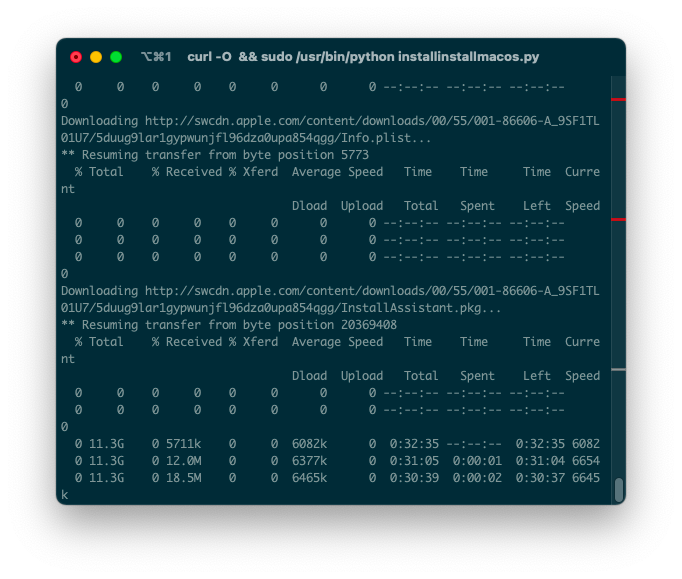 ⌥⌘1 curl -O && sudo /usr/bin/python installinstallmacos.py
0 0 0 0 0 0 0 0 --:--:-- --:--:-- --:--:--
0
Downloading http://swcdn.apple.com/content/downloads/00/55/001-86606-A_9SF1TL
01U7/5duug9lar1gypwunjfl96dza0upa854qgg/Info.plist...
** Resuming transfer from byte position 5773
% Total % Received % Xferd Average Speed Time Time Time Curre
nt
Dload Upload Total Spent Left Speed
0 0 0 0 0 0 0 0 --:--:-- --:--:-- --:--:--
0 0 0 0 0 0 0 0 --:--:-- --:--:-- --:--:--
0 0 0 0 0 0 0 0 --:--:-- --:--:-- --:--:--
0
Downloading http://swcdn.apple.com/content/downloads/00/55/001-86606-A_9SF1TL
01U7/5duug9lar1gypwunjfl96dza0upa854qgg/InstallAssistant.pkg...
** Resuming transfer from byte position 20369408
% Total % Received % Xferd Average Speed Time Time Time Curre
nt
Dload Upload Total Spent Left Speed
0 0 0 0 0 0 0 0 --:--:-- --:--:-- --:--:--
0 0 0 0 0 0 0 0 --:--:-- --:--:-- --:--:--
0
0 11.3G 0 5711k 0 0 6082k 0 0:32:35 --:--:-- 0:32:35 6082
0 11.3G 0 12.0M 0 0 6377k 0 0:31:05 0:00:01 0:31:04 6654
0 11.3G 0 18.5M 0 0 6465k 0 0:30:39 0:00:02 0:30:37 6645
k